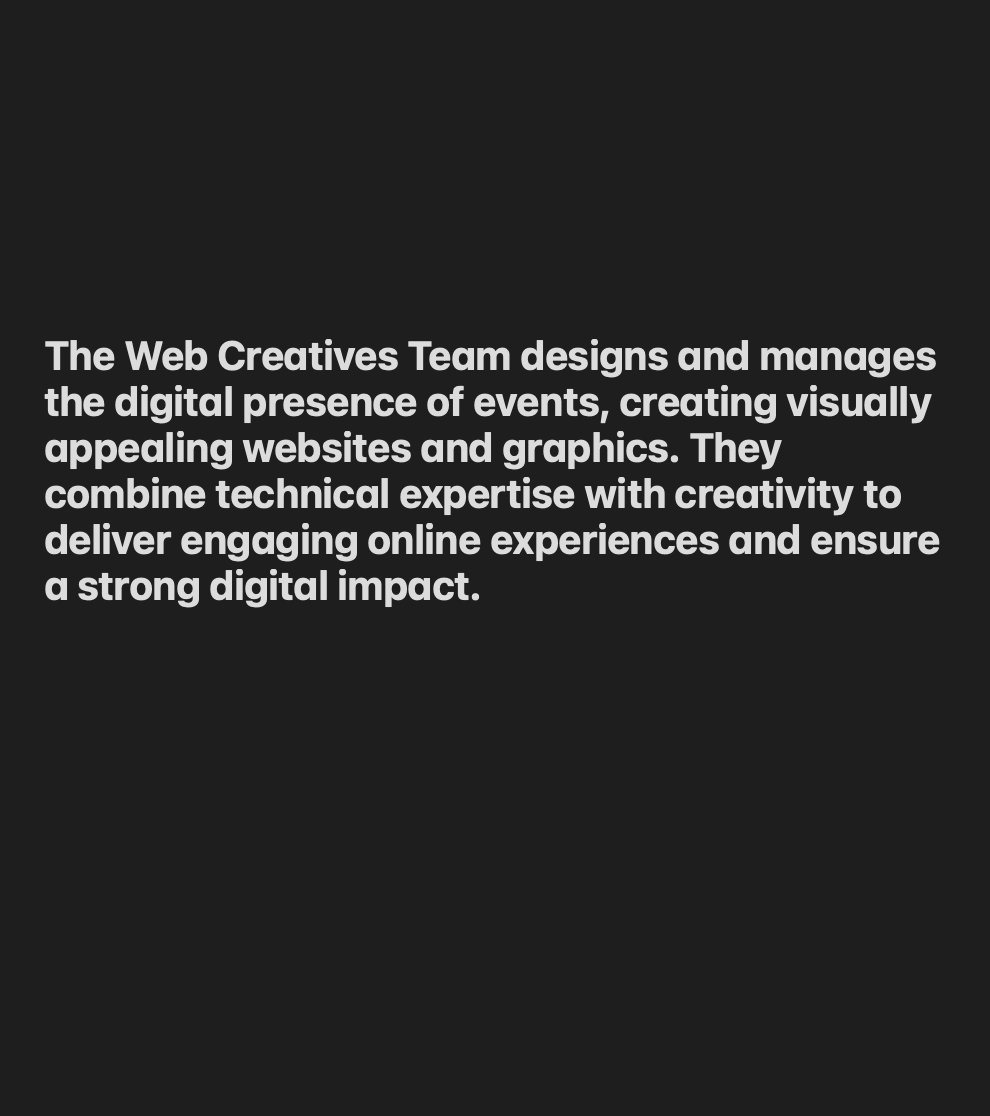 The Web Creatives Team designs and manages
the digital presence of events, creating visually
appealing websites and graphics. They
combine technical expertise with creativity to
deliver engaging online experiences and ensure
a strong digital impact.